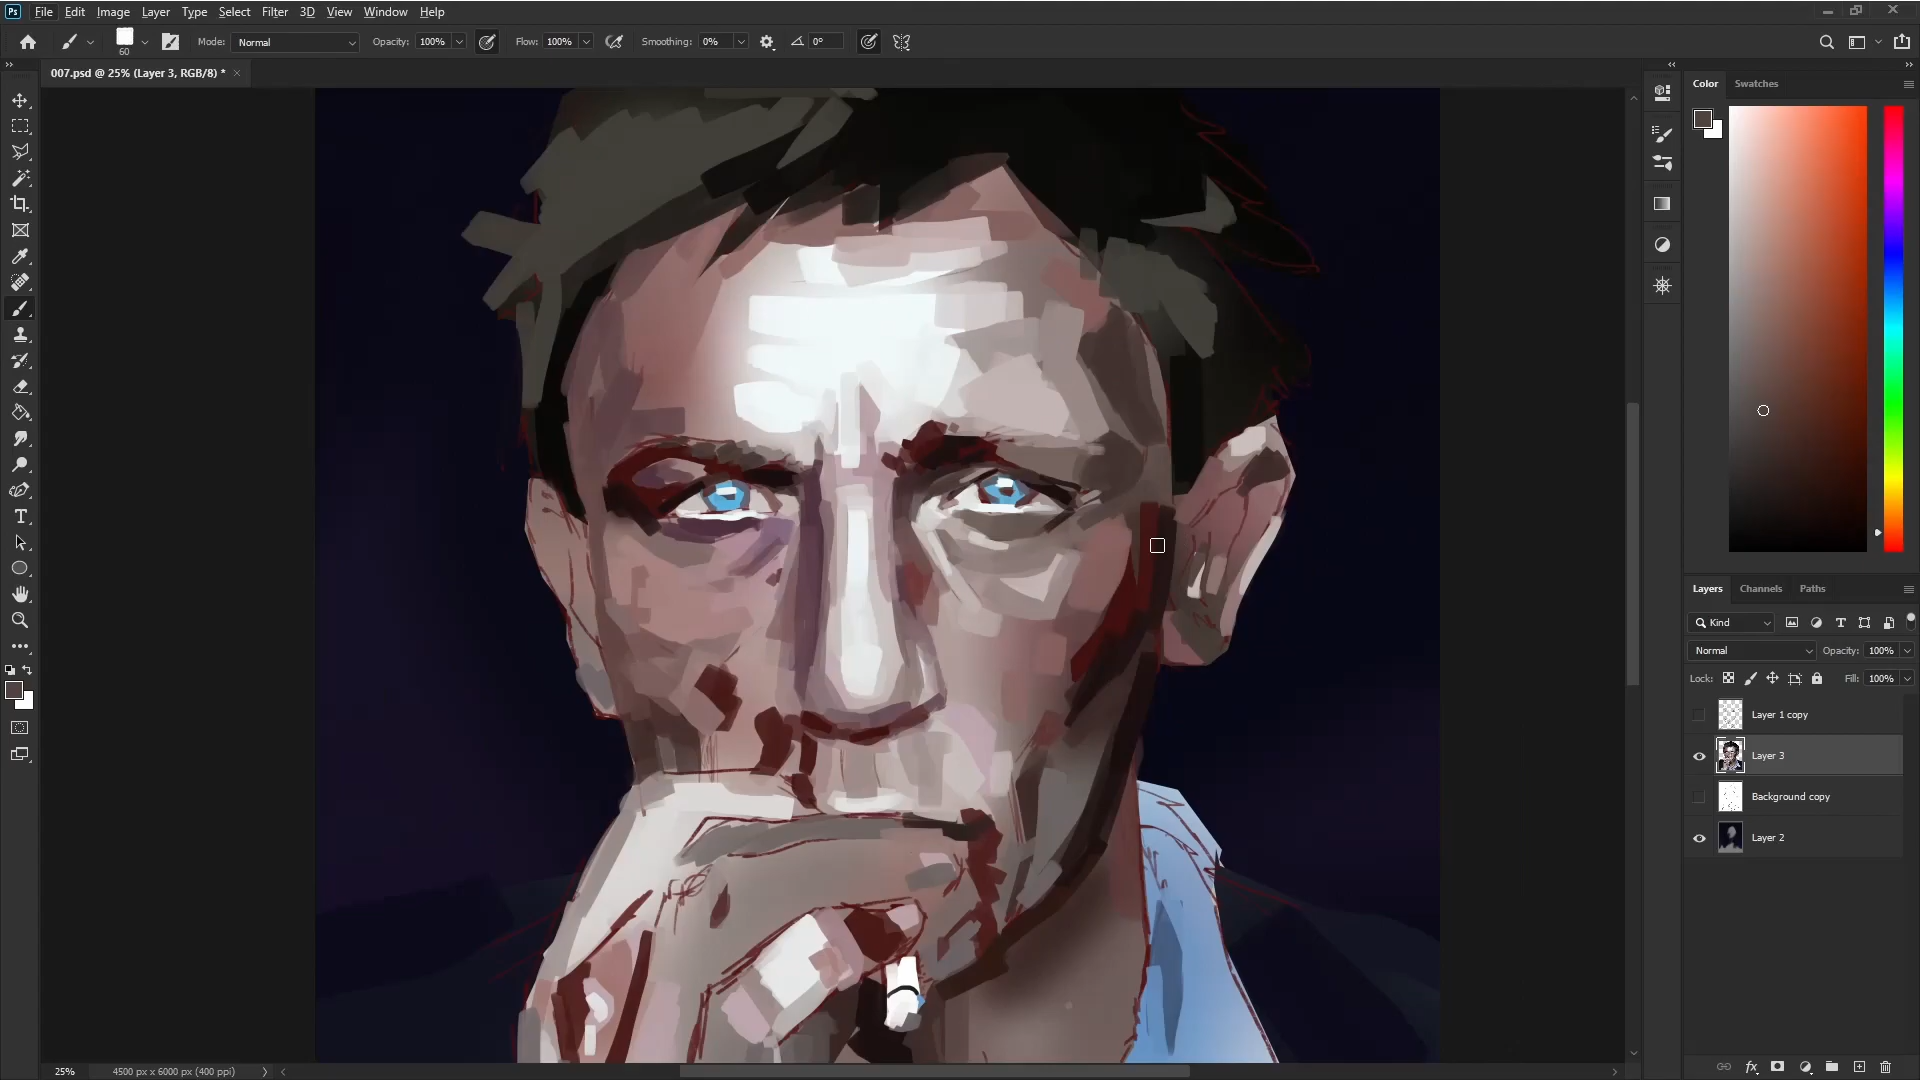 Ps File Edit Image Layer Type Select Filter 3D View Window Help
60 Mode: Normal Opacity: 100% Flow: 100% Smoothing: 0% 0°
007.psd @ 25% (Layer 3, RGB/8) *
Color Swatches
Layers Channels Paths
Kind
Normal Opacity: 100%
Lock: Fill: 100%
Layer 1 copy
Layer 3
Background copy
Layer 2
25% 4500 px x 6000 px (400 ppi)